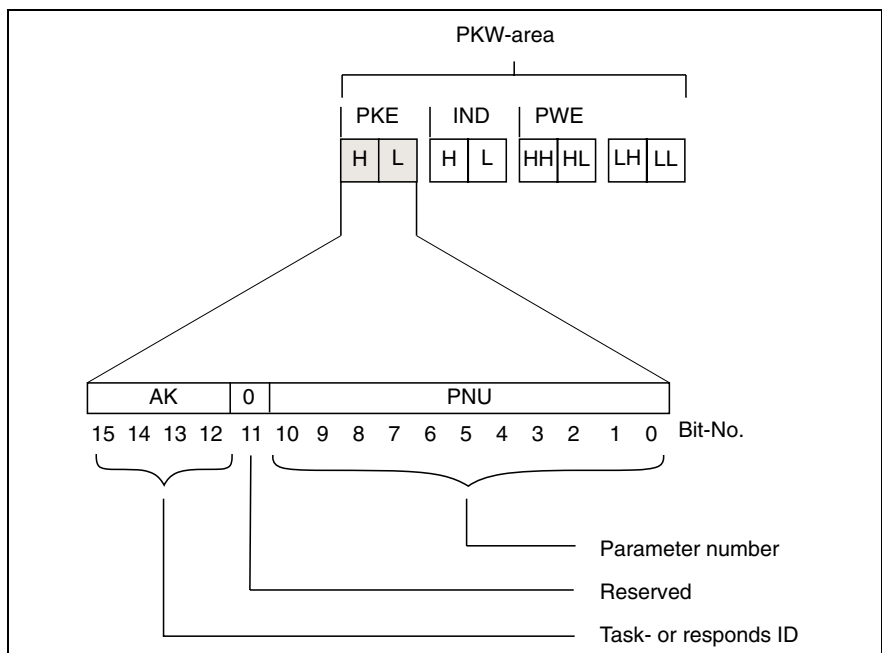 PKW-area
PKE IND PWE
H L H L HH HL LH LL
AK 0 PNU
15 14 13 12 11 10 9 8 7 6 5 4 3 2 1 0 Bit-No.
Parameter number
Reserved
Task- or responds ID